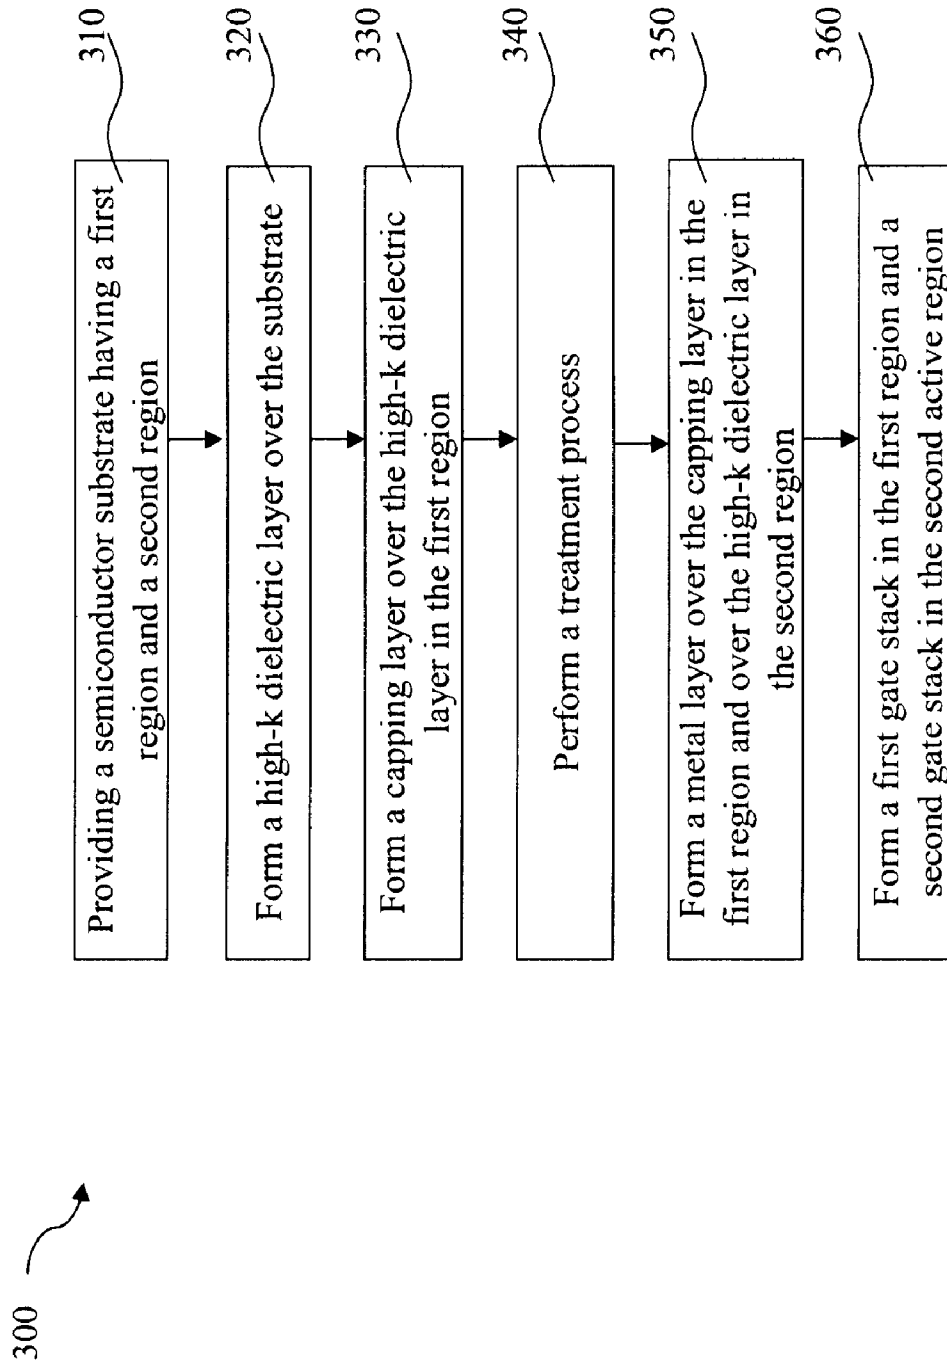 300
310
Providing a semiconductor substrate having a first
region and a second region
320
Form a high-k dielectric layer over the substrate
330
Form a capping layer over the high-k dielectric
layer in the first region
340
Perform a treatment process
350
Form a metal layer over the capping layer in the
first region and over the high-k dielectric layer in
the second region
360
Form a first gate stack in the first region and a
second gate stack in the second active region